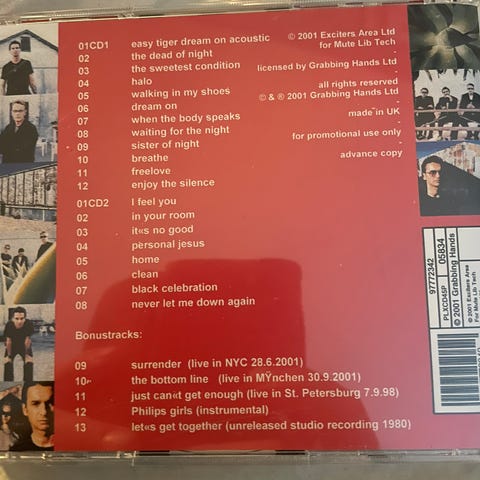 01CD1 easy tiger dream on acoustic
02 the dead of night
03 the sweetest condition
04 halo
05 walking in my shoes
06 dream on
07 when the body speaks
08 waiting for the night
09 sister of night
10 breathe
11 freelove
12 enjoy the silence
01CD2 I feel you
02 in your room
03 it«s no good
04 personal jesus
05 home
06 clean
07 black celebration
08 never let me down again
Bonustracks:
09 surrender (live in NYC 28.6.2001)
10 the bottom line (live in MŸnchen 30.9.2001)
11 just can«t get enough (live in St. Petersburg 7.9.98)
12 Philips girls (instrumental)
13 let«s get together (unreleased studio recording 1980)
© 2001 Exciters Area Ltd
for Mute Lib Tech
-
licensed by Grabbing Hands Ltd
-
all rights reserved
© & ® 2001 Grabbing Hands Ltd
-
made in UK
-
for promotional use only
-
advance copy
97772342 05834
PLXCD45P
© 2001 Grabbing Hands
© 2001 Exciters Area
For Mute Lib Tech